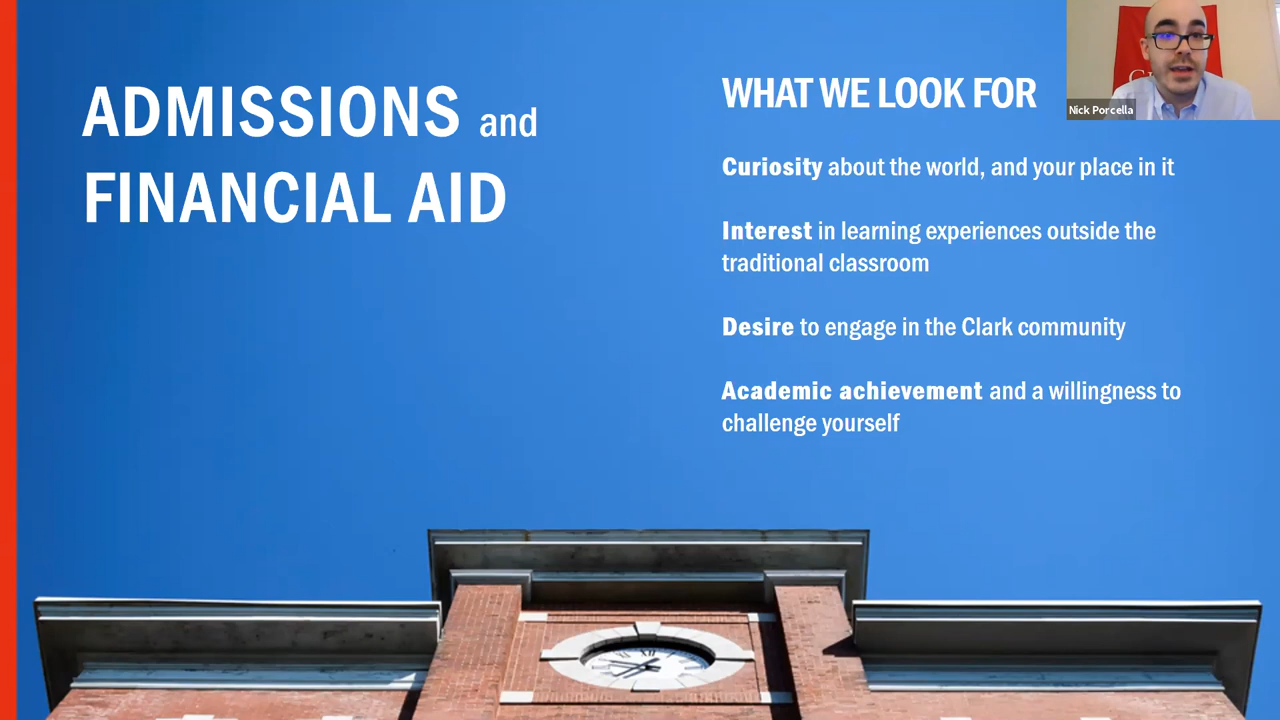 ADMISSIONS and
FINANCIAL AID
WHAT WE LOOK FOR
Curiosity about the world, and your place in it
Interest in learning experiences outside the
traditional classroom
Desire to engage in the Clark community
Academic achievement and a willingness to
challenge yourself
Nick Porcella